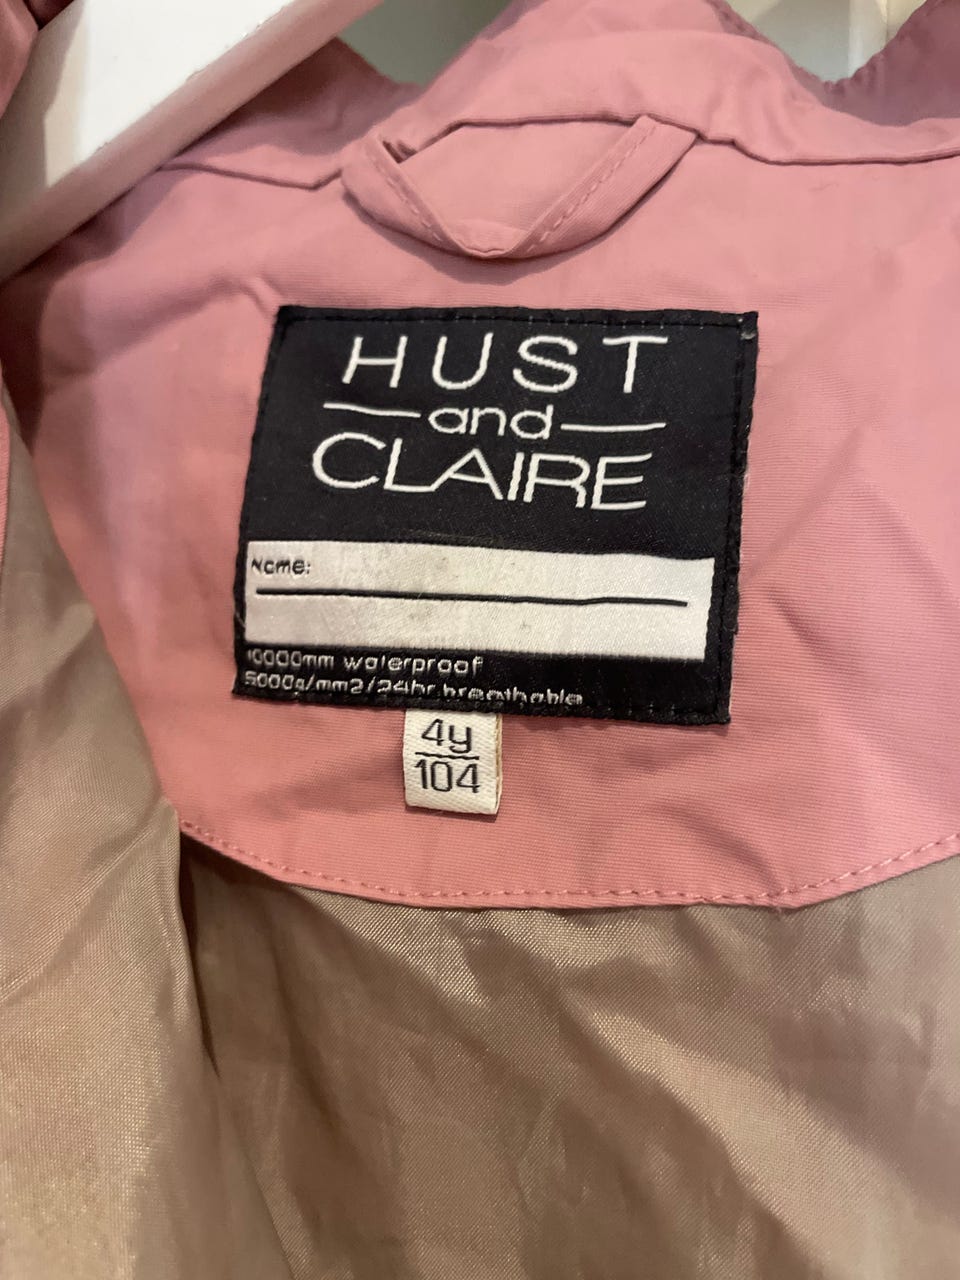 HUST
and
CLAIRE
Name:
10000mm waterproof
5000g/mm2/24hr breathable
4y
104